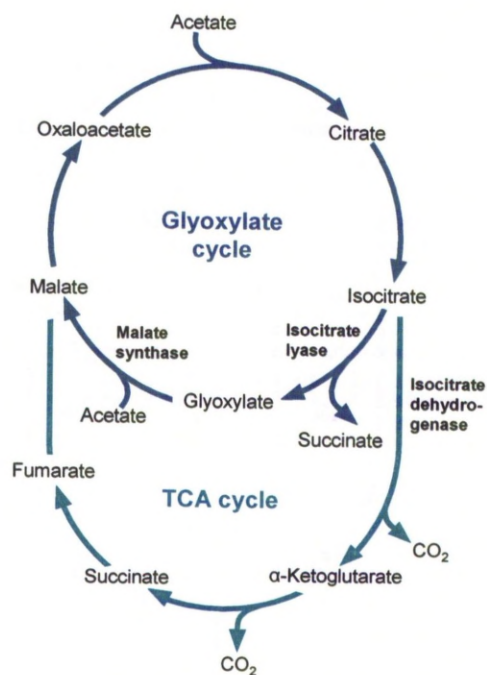 Acetate
Oxaloacetate
Citrate
Glyoxylate
cycle
Malate
Isocitrate
Malate
synthase
Isocitrate
lyase
Isocitrate
dehydro-
genase
Glyoxylate
Acetate
Succinate
Fumarate
TCA cycle
CO₂
Succinate
α-Ketoglutarate
CO₂